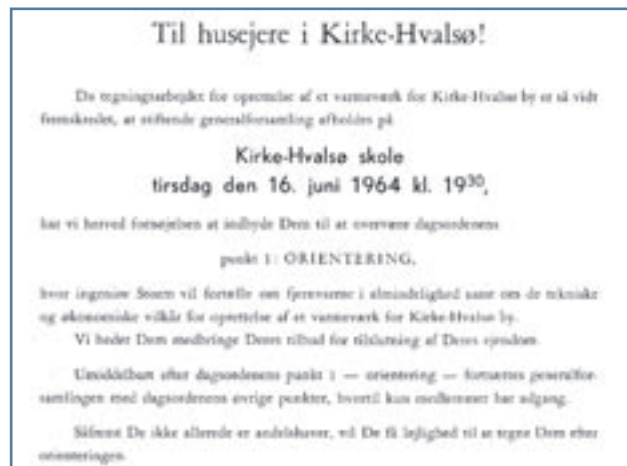 Til husejere i Kirke-Hvalsø!
Da tegningsarbejdet for oprettelse af et varmeværk for Kirke-Hvalsø by er så vidt
fremskredet, at stiftende generalforsamling afholdes på
Kirke-Hvalsø skole
tirsdag den 16. juni 1964 kl. 19³⁰,
har vi herved fornøjelsen at indbyde Dem til at overvære dagsordenens
punkt 1: ORIENTERING,
hvor ingeniør vil fortælle om fjernvarme i almindelighed samt om de tekniske
og økonomiske vilkår for oprettelse af et varmeværk for Kirke-Hvalsø by.
Vi beder Dem medbringe Deres tilbud for tilslutning af Deres ejendom.
Umiddelbart efter dagsordenens punkt 1 — orientering — fortsættes generalfor-
samlingen med dagsordenens øvrige punkter, hvortil kun medlemmer har adgang.
Såfremt De ikke allerede er andelshaver, vil De få lejlighed til at tegne Dem efter
orienteringen.